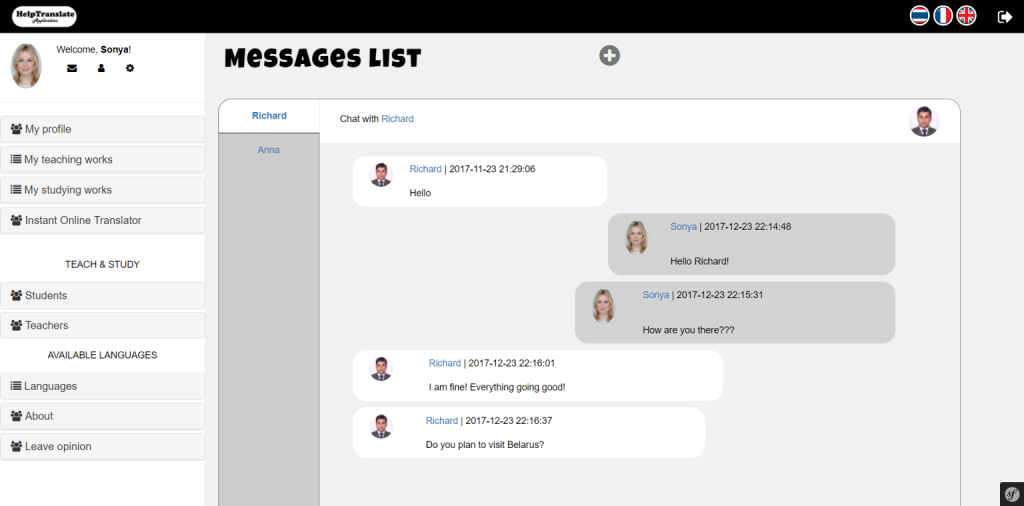 HelpTranslate
Application
Welcome, Sonya!
My profile
My teaching works
My studying works
Instant Online Translator
TEACH & STUDY
Students
Teachers
AVAILABLE LANGUAGES
Languages
About
Leave opinion
Messages List
Richard
Anna
Chat with Richard
Richard | 2017-11-23 21:29:06
Hello
Sonya | 2017-12-23 22:14:48
Hello Richard!
Sonya | 2017-12-23 22:15:31
How are you there???
Richard | 2017-12-23 22:16:01
I am fine! Everything going good!
Richard | 2017-12-23 22:16:37
Do you plan to visit Belarus?
sf